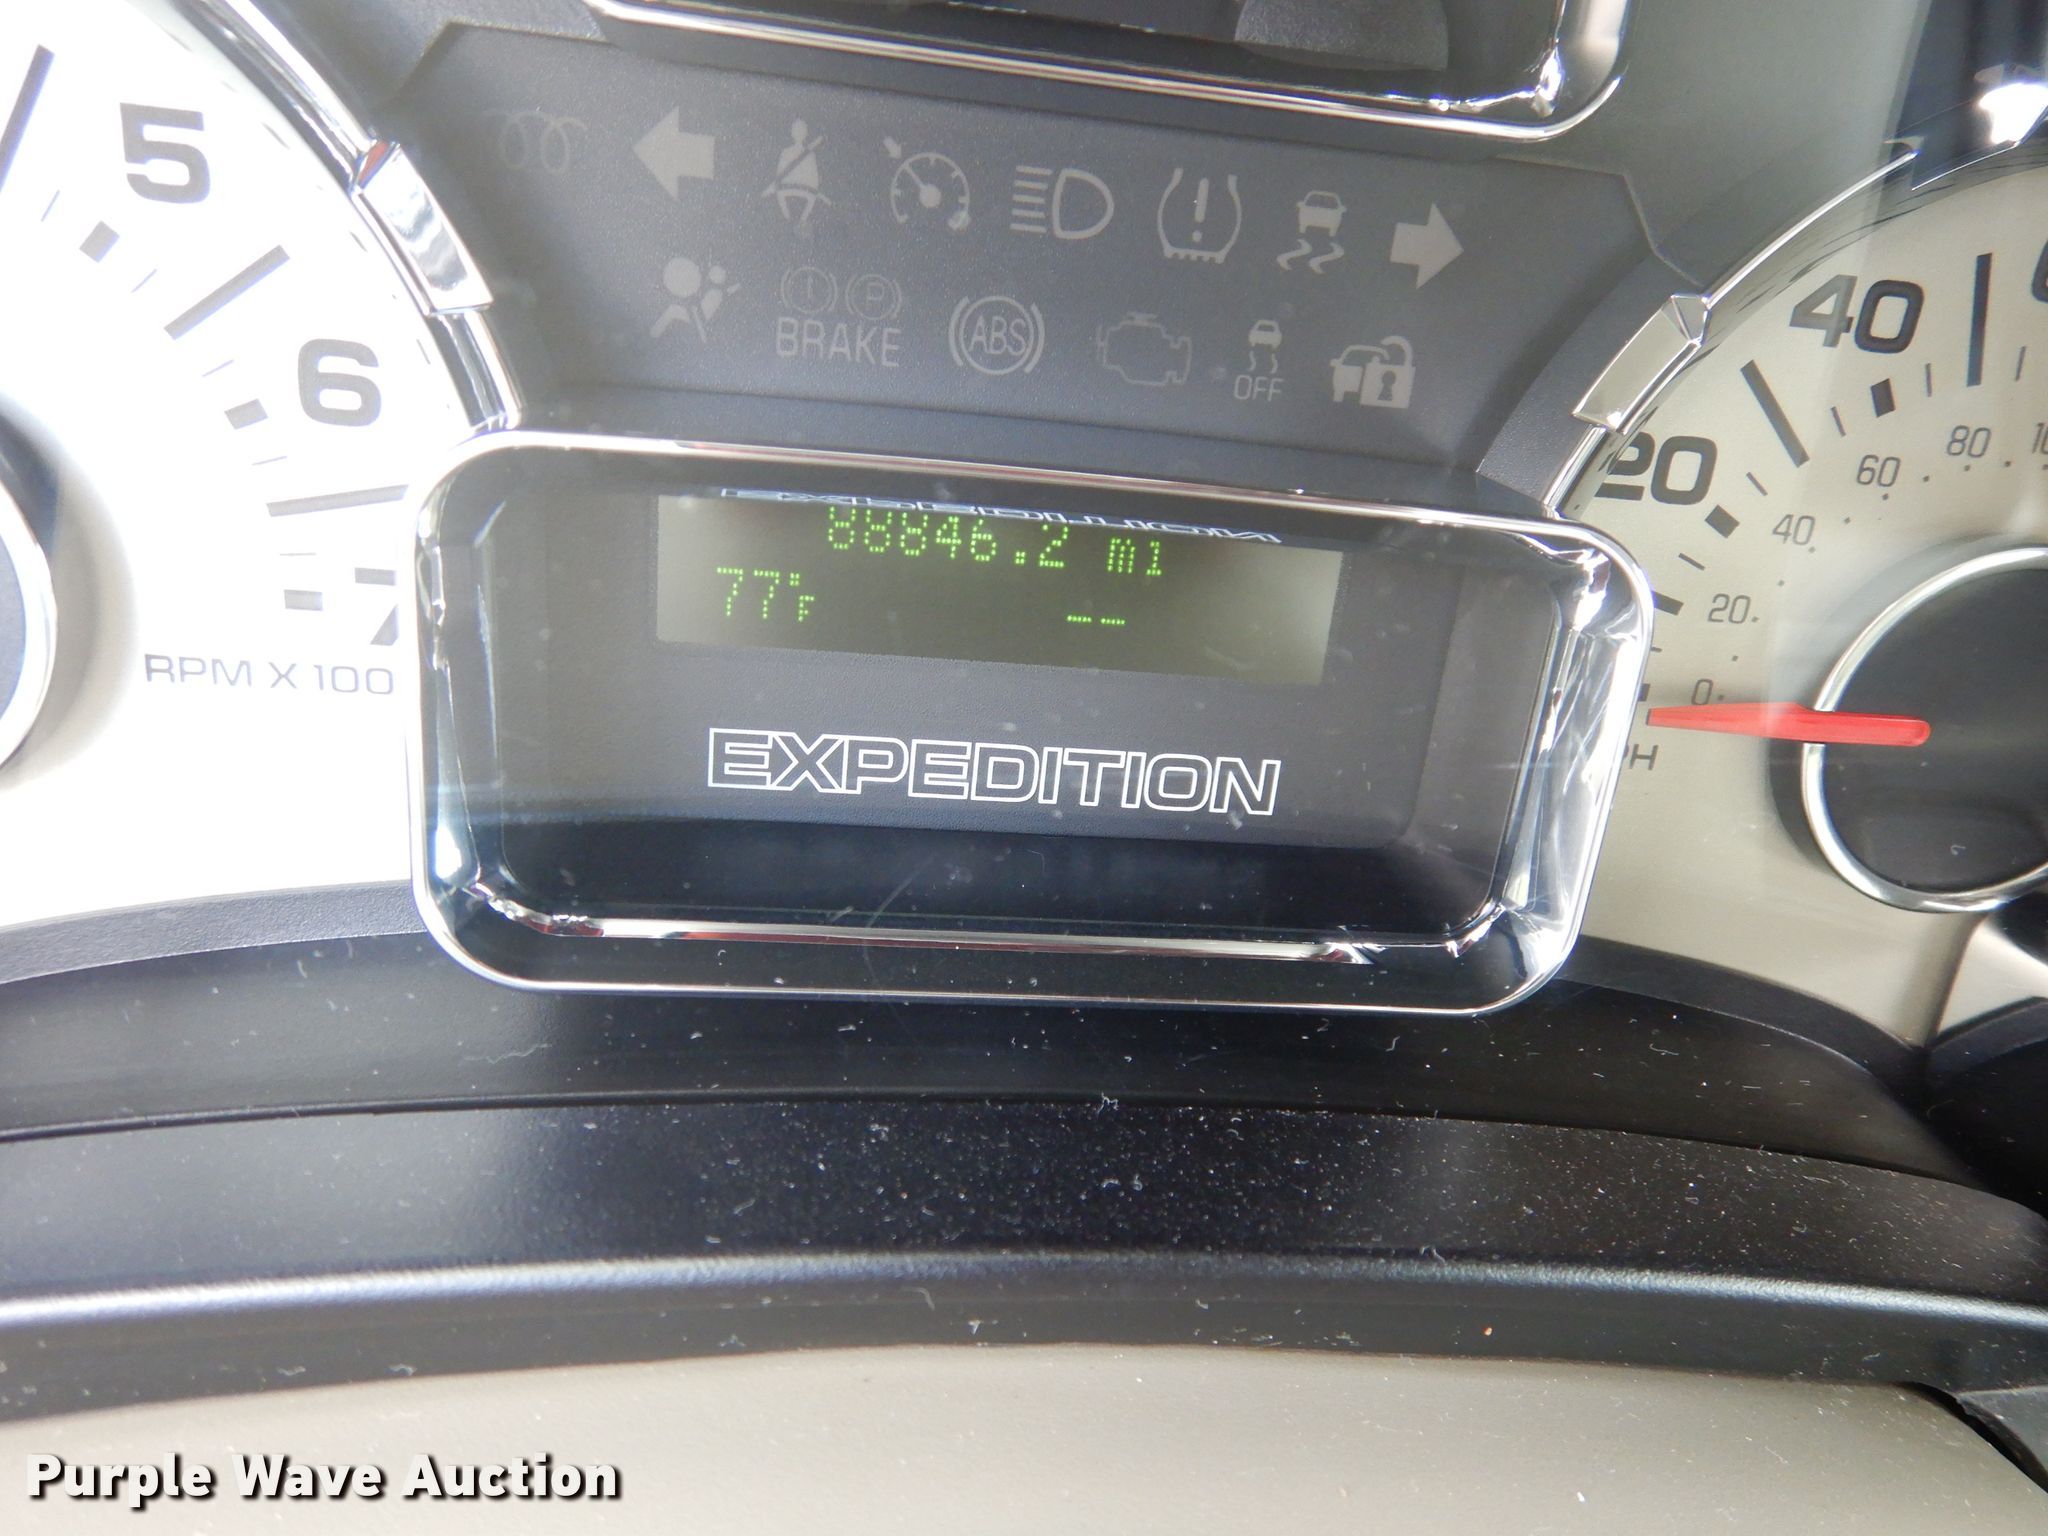 5
6
7
RPM X 100
BRAKE
ABS
OFF
88846.2 mi
77°F
--
EXPEDITION
20
40
0
20
40
60
80
Purple Wave Auction